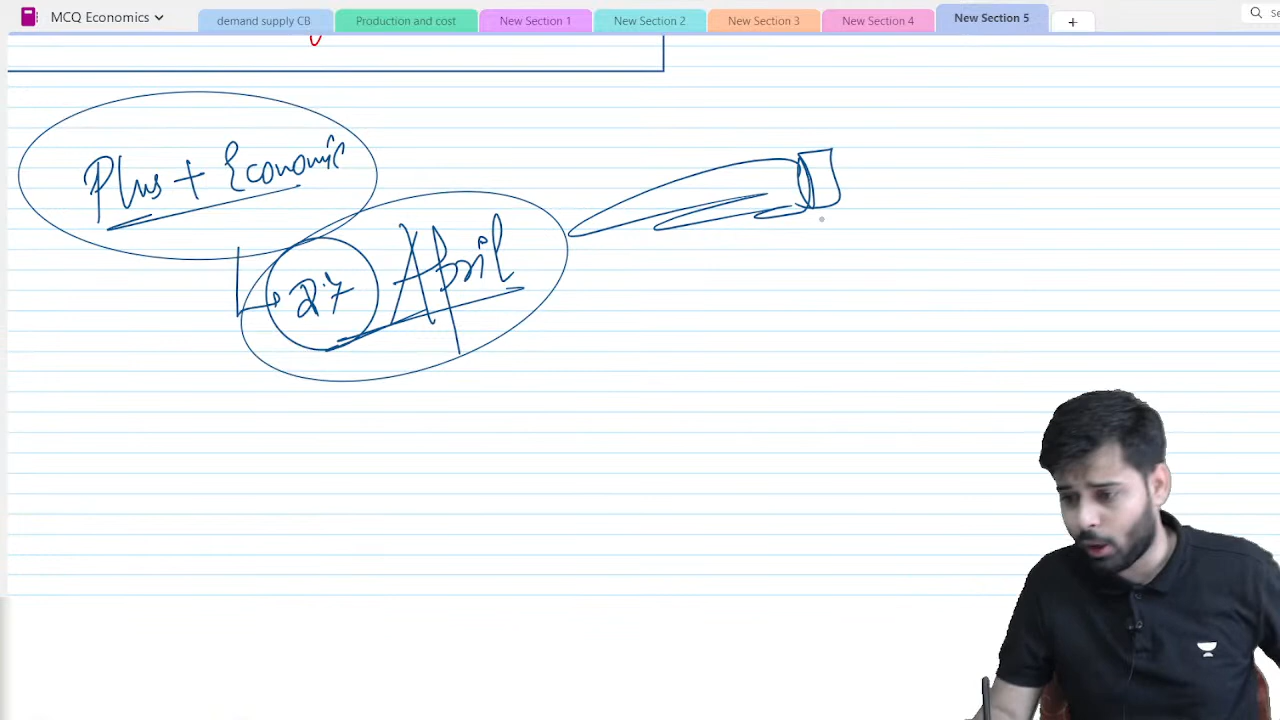 MCQ Economics
demand supply CB
Production and cost
New Section 1
New Section 2
New Section 3
New Section 4
New Section 5
+
Se
Plus + Economic
27 April